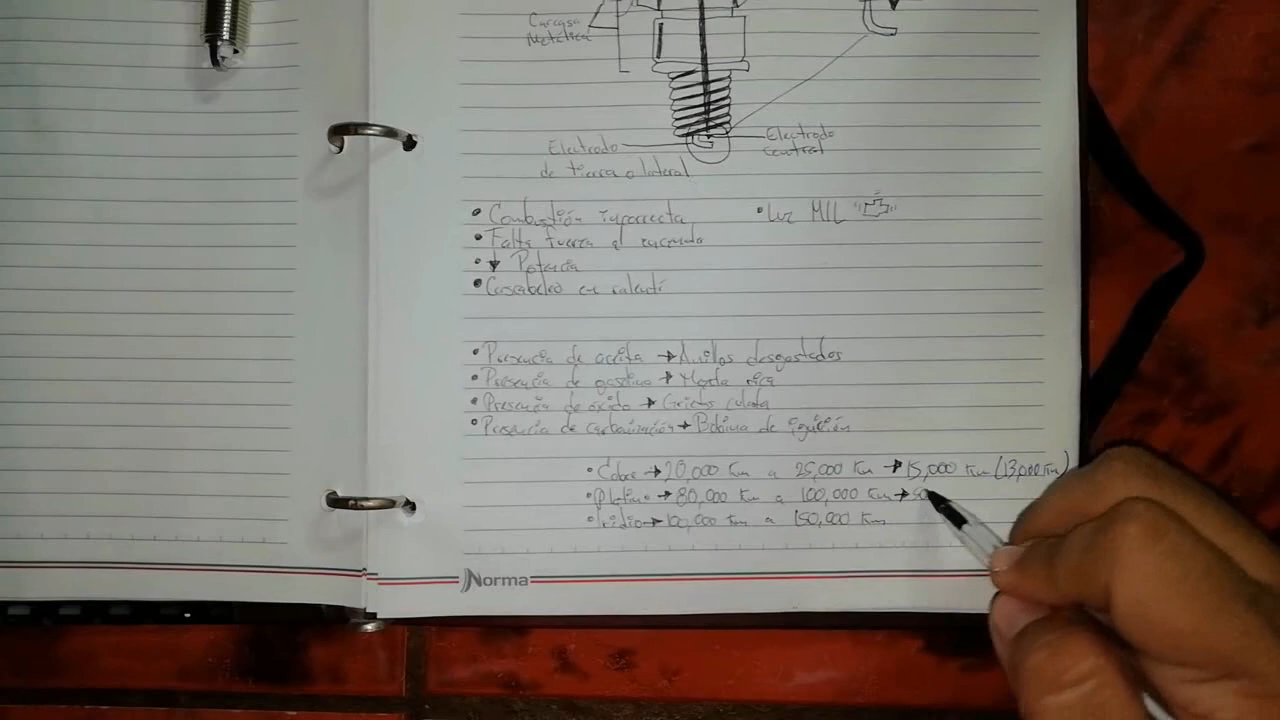 Carcasa
Metálica
Electrodo
de tierra o lateral
Electrodo
central
• Combustión incorrecta
• Luz MIL
• Falta fuerza al encenda
• ↓ Potencia
• Cascabeleo en ralentí
• Presencia de aceite → Anillos desgastados
• Presencia de gasolina → Mezcla rica
• Presencia de óxido → Grietas culata
• Presencia de carbonización → Bobina de ignición
• Cobre → 20,000 Km a 25,000 Km → 15,000 Km (13,000 Km)
• Platino → 80,000 Km a 100,000 Km →
• Iridio → 100,000 Km a 150,000 Km
Norma